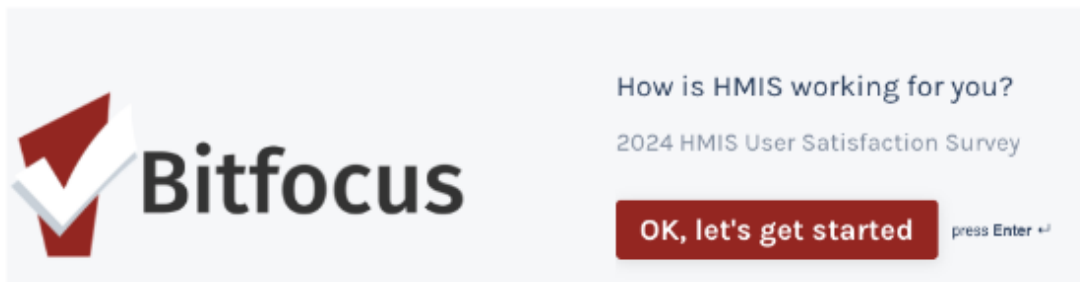 Bitfocus
How is HMIS working for you?
2024 HMIS User Satisfaction Survey
OK, let's get started
press Enter ↵